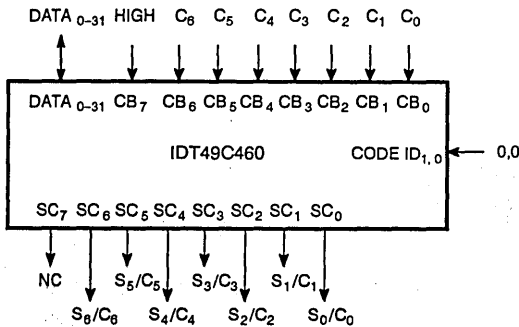 DATA 0-31 HIGH C6 C5 C4 C3 C2 C1 C0
DATA 0-31 CB7 CB6 CB5 CB4 CB3 CB2 CB1 CB0
IDT49C460 CODE ID1, 0 0,0
SC7 SC6 SC5 SC4 SC3 SC2 SC1 SC0
NC S5/C5 S3/C3 S1/C1
S6/C6 S4/C4 S2/C2 S0/C0